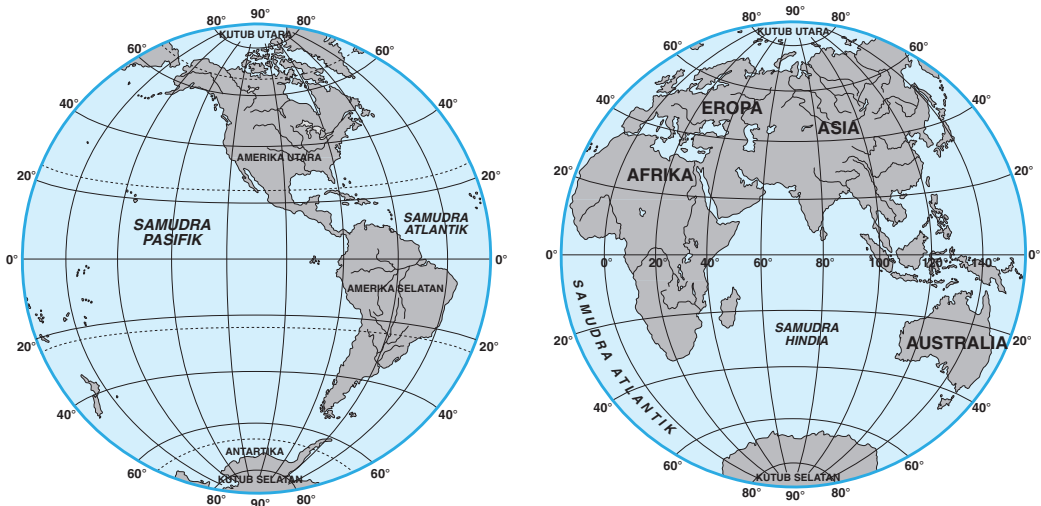 90°
80° 80°
KUTUB UTARA
60° 60°
40° 40°
AMERIKA UTARA
20° 20°
SAMUDRA
PASIFIK
SAMUDRA
ATLANTIK
0° 0°
AMERIKA SELATAN
20° 20°
40° 40°
ANTARTIKA
60° 60°
KUTUB SELATAN
80° 80°
90°
90°
80° 80°
KUTUB UTARA
60° 60°
40° 40°
EROPA
ASIA
20° 20°
AFRIKA
0° 0°
0° 20° 40° 60° 80° 100° 120° 140°
SAMUDRA
HINDIA
AUSTRALIA
20° 20°
SAMUDRA ATLANTIK
40° 40°
60° 60°
KUTUB SELATAN
80° 80°
90°